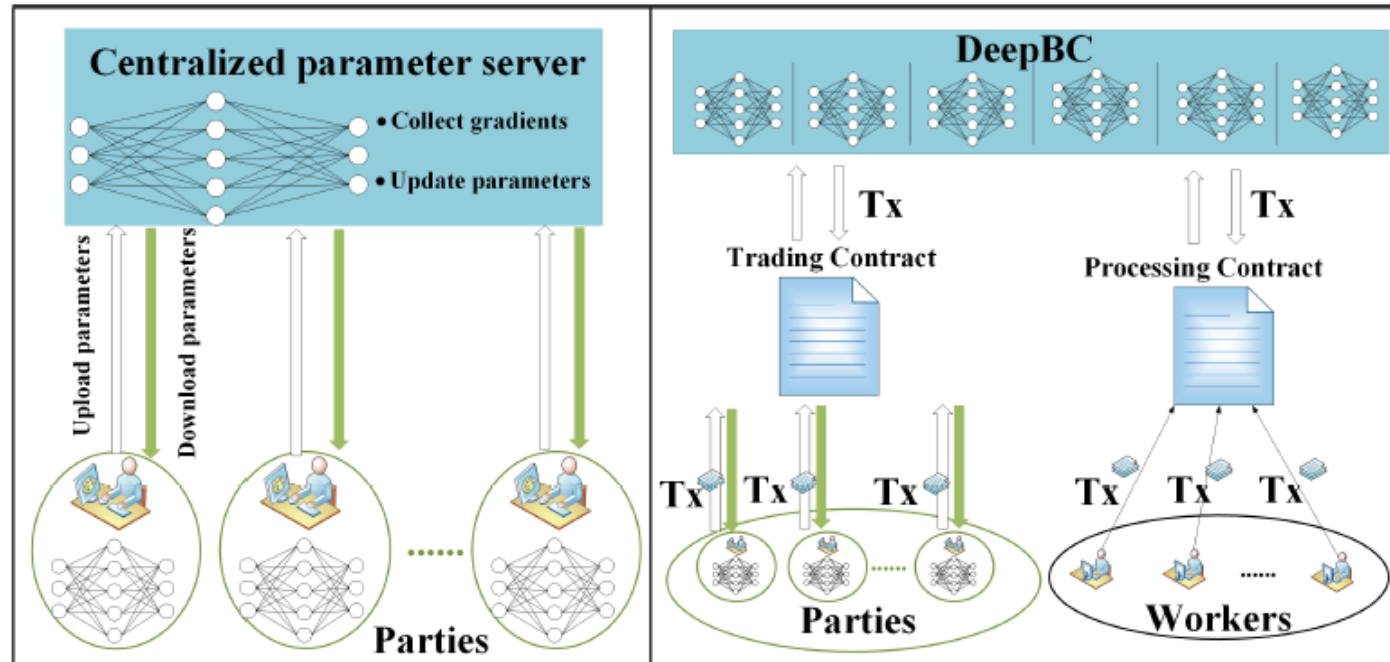 Centralized parameter server
• Collect gradients
• Update parameters
Upload parameters
Download parameters
......
Parties
DeepBC
Tx
Tx
Trading Contract
Processing Contract
Tx
Tx
Tx
Tx
Tx
Tx
......
......
Parties
Workers